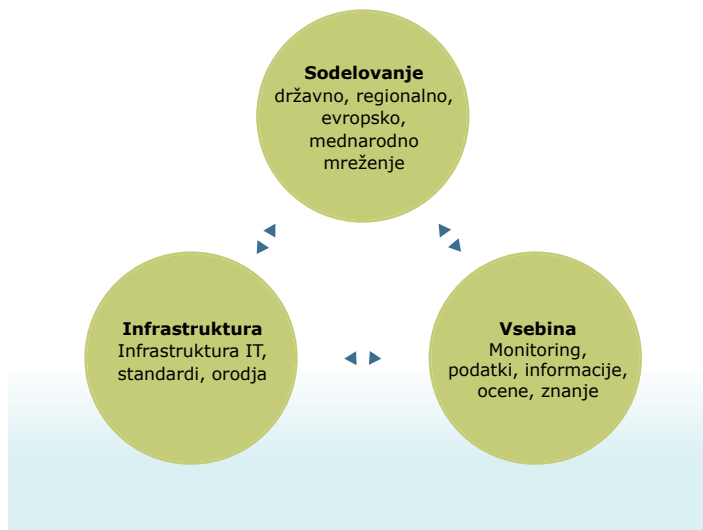 Sodelovanje
državno, regionalno,
evropsko,
mednarodno
mreženje
Infrastruktura
Infrastruktura IT,
standardi, orodja
Vsebina
Monitoring,
podatki, informacije,
ocene, znanje